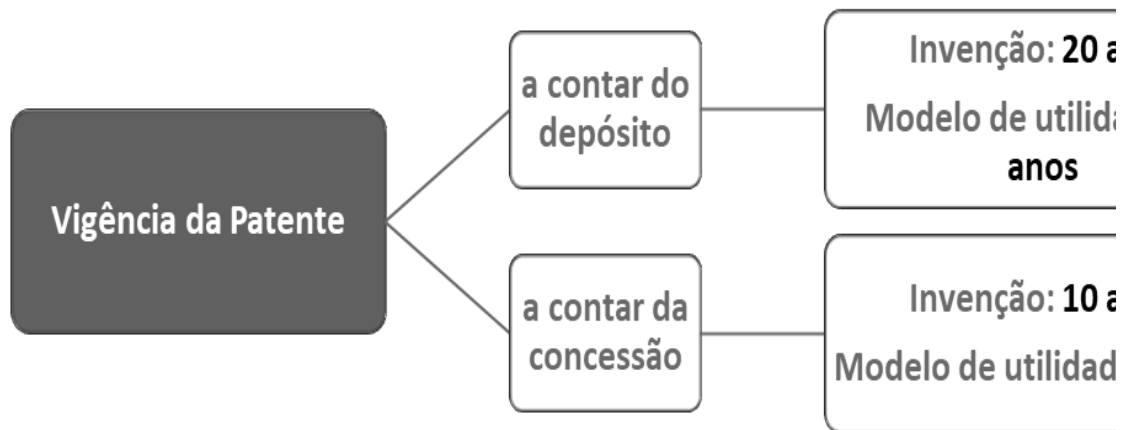 Vigência da Patente
a contar do
depósito
Invenção: 20 a
Modelo de utilida
anos
a contar da
concessão
Invenção: 10 a
Modelo de utilidad